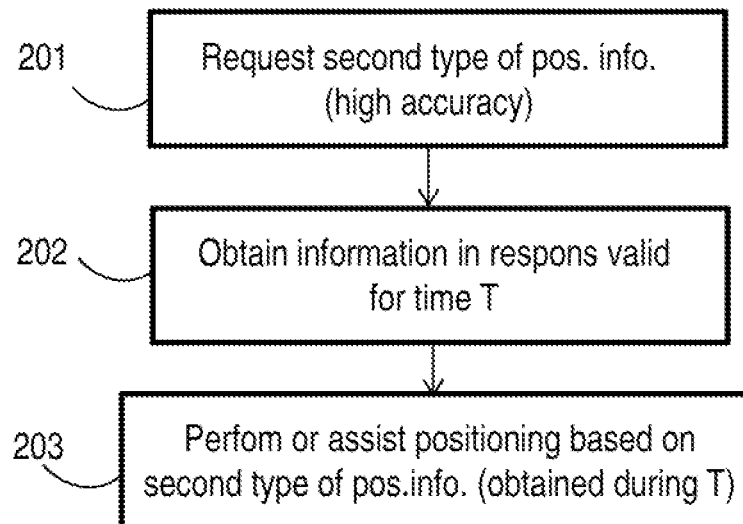 201
Request second type of pos. info.
(high accuracy)
202
Obtain information in respons valid
for time T
203
Perfom or assist positioning based on
second type of pos.info. (obtained during T)